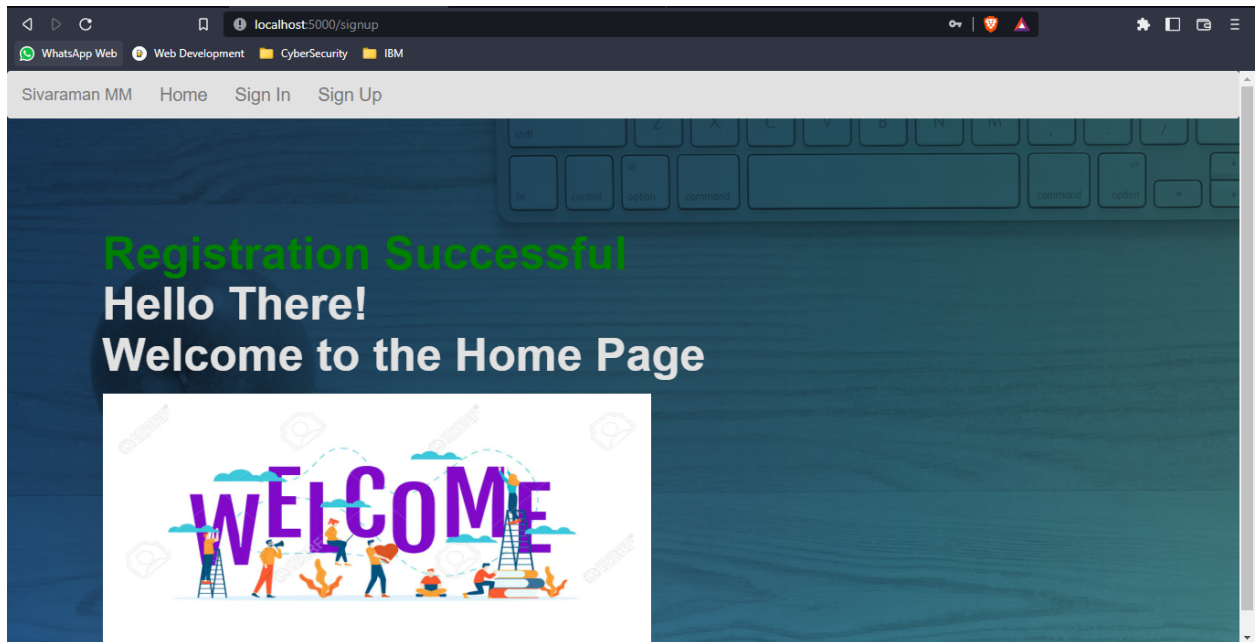 localhost:5000/signup
WhatsApp Web Web Development CyberSecurity IBM
Sivaraman MM Home Sign In Sign Up
shift Z X C V B N M , . /
fn control option command command option
Registration Successful
Hello There!
Welcome to the Home Page
WELCOME